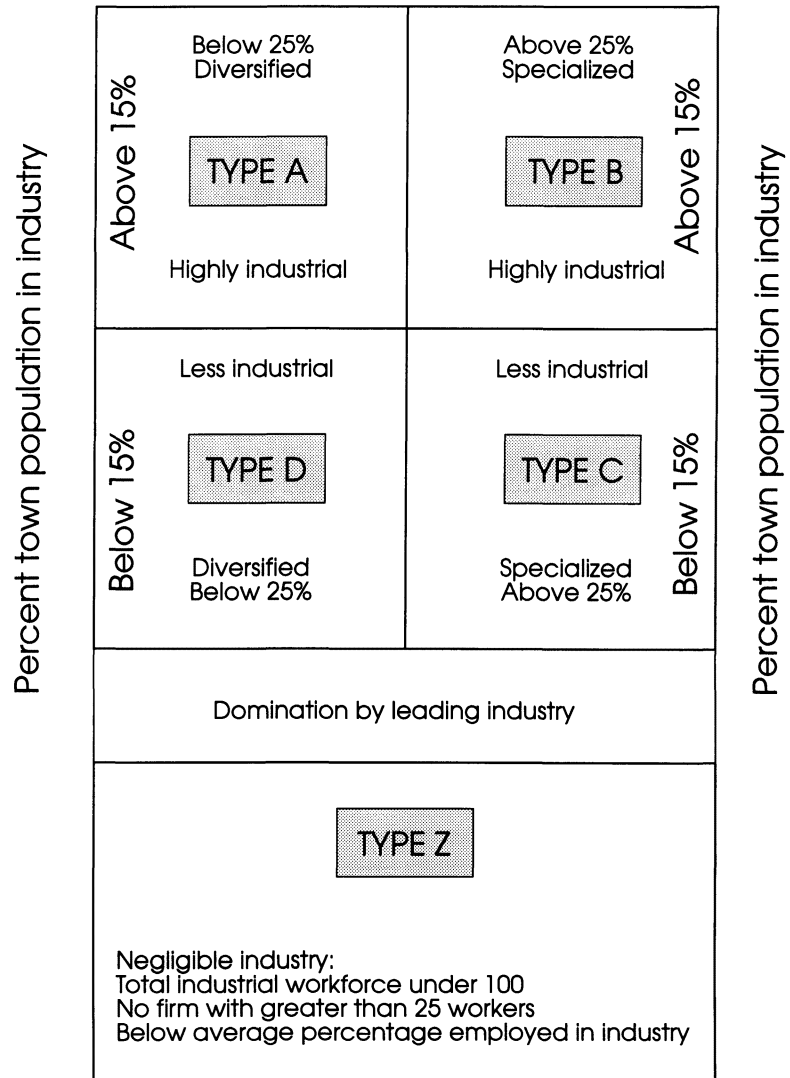 Percent town population in industry
Below 25%
Diversified
Above 15%
TYPE A
Highly industrial
Above 25%
Specialized
Above 15%
TYPE B
Highly industrial
Percent town population in industry
Less industrial
Below 15%
TYPE D
Diversified
Below 25%
Less industrial
TYPE C
Below 15%
Specialized
Above 25%
Domination by leading industry
TYPE Z
Negligible industry:
Total industrial workforce under 100
No firm with greater than 25 workers
Below average percentage employed in industry